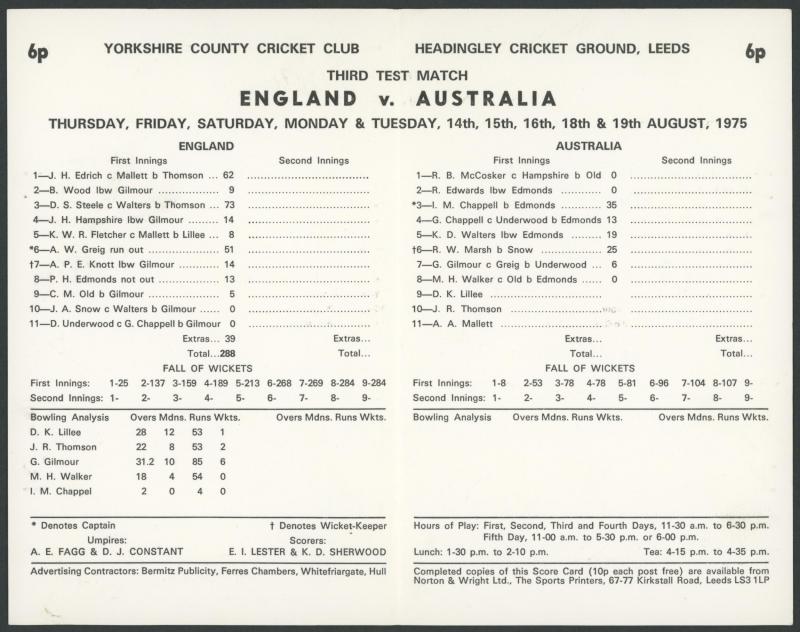 6p YORKSHIRE COUNTY CRICKET CLUB HEADINGLEY CRICKET GROUND, LEEDS 6p
THIRD TEST MATCH
ENGLAND v. AUSTRALIA
THURSDAY, FRIDAY, SATURDAY, MONDAY & TUESDAY, 14th, 15th, 16th, 18th & 19th AUGUST, 1975
ENGLAND
First Innings Second Innings
1—J. H. Edrich c Mallett b Thomson ... 62 ........................................
2—B. Wood lbw Gilmour .................. 9 ........................................
3—D. S. Steele c Walters b Thomson ... 73 ........................................
4—J. H. Hampshire lbw Gilmour ......... 14 ........................................
5—K. W. R. Fletcher c Mallett b Lillee ... 8 ........................................
*6—A. W. Greig run out ..................... 51 ........................................
†7—A. P. E. Knott lbw Gilmour ............ 14 ........................................
8—P. H. Edmonds not out .................. 13 ........................................
9—C. M. Old b Gilmour ..................... 5 ........................................
10—J. A. Snow c Walters b Gilmour ...... 0 ........................................
11—D. Underwood c G. Chappell b Gilmour 0 ........................................
Extras... 39 Extras...
Total...288 Total...
FALL OF WICKETS
First Innings: 1-25 2-137 3-159 4-189 5-213 6-268 7-269 8-284 9-284
Second Innings: 1- 2- 3- 4- 5- 6- 7- 8- 9-
Bowling Analysis Overs Mdns. Runs Wkts. Overs Mdns. Runs Wkts.
D. K. Lillee 28 12 53 1
J. R. Thomson 22 8 53 2
G. Gilmour 31.2 10 85 6
M. H. Walker 18 4 54 0
I. M. Chappel 2 0 4 0
* Denotes Captain † Denotes Wicket-Keeper
Umpires: Scorers:
A. E. FAGG & D. J. CONSTANT E. I. LESTER & K. D. SHERWOOD
Advertising Contractors: Bermitz Publicity, Ferres Chambers, Whitefriargate, Hull
AUSTRALIA
First Innings Second Innings
1—R. B. McCosker c Hampshire b Old 0 ........................................
2—R. Edwards lbw Edmonds ............ 0 ........................................
*3—I. M. Chappell b Edmonds ............ 35 ........................................
4—G. Chappell c Underwood b Edmonds 13 ........................................
5—K. D. Walters lbw Edmonds ......... 19 ........................................
†6—R. W. Marsh b Snow .................. 25 ........................................
7—G. Gilmour c Greig b Underwood ... 6 ........................................
8—M. H. Walker c Old b Edmonds ...... 0 ........................................
9—D. K. Lillee ........................................
10—J. R. Thomson ........................................
11—A. A. Mallett ........................................
Extras... Extras...
Total... Total...
FALL OF WICKETS
First Innings: 1-8 2-53 3-78 4-78 5-81 6-96 7-104 8-107 9-
Second Innings: 1- 2- 3- 4- 5- 6- 7- 8- 9-
Bowling Analysis Overs Mdns. Runs Wkts. Overs Mdns. Runs Wkts.
Hours of Play: First, Second, Third and Fourth Days, 11-30 a.m. to 6-30 p.m.
Fifth Day, 11-00 a.m. to 5-30 p.m. or 6-00 p.m.
Lunch: 1-30 p.m. to 2-10 p.m. Tea: 4-15 p.m. to 4-35 p.m.
Completed copies of this Score Card (10p each post free) are available from
Norton & Wright Ltd., The Sports Printers, 67-77 Kirkstall Road, Leeds LS3 1LP